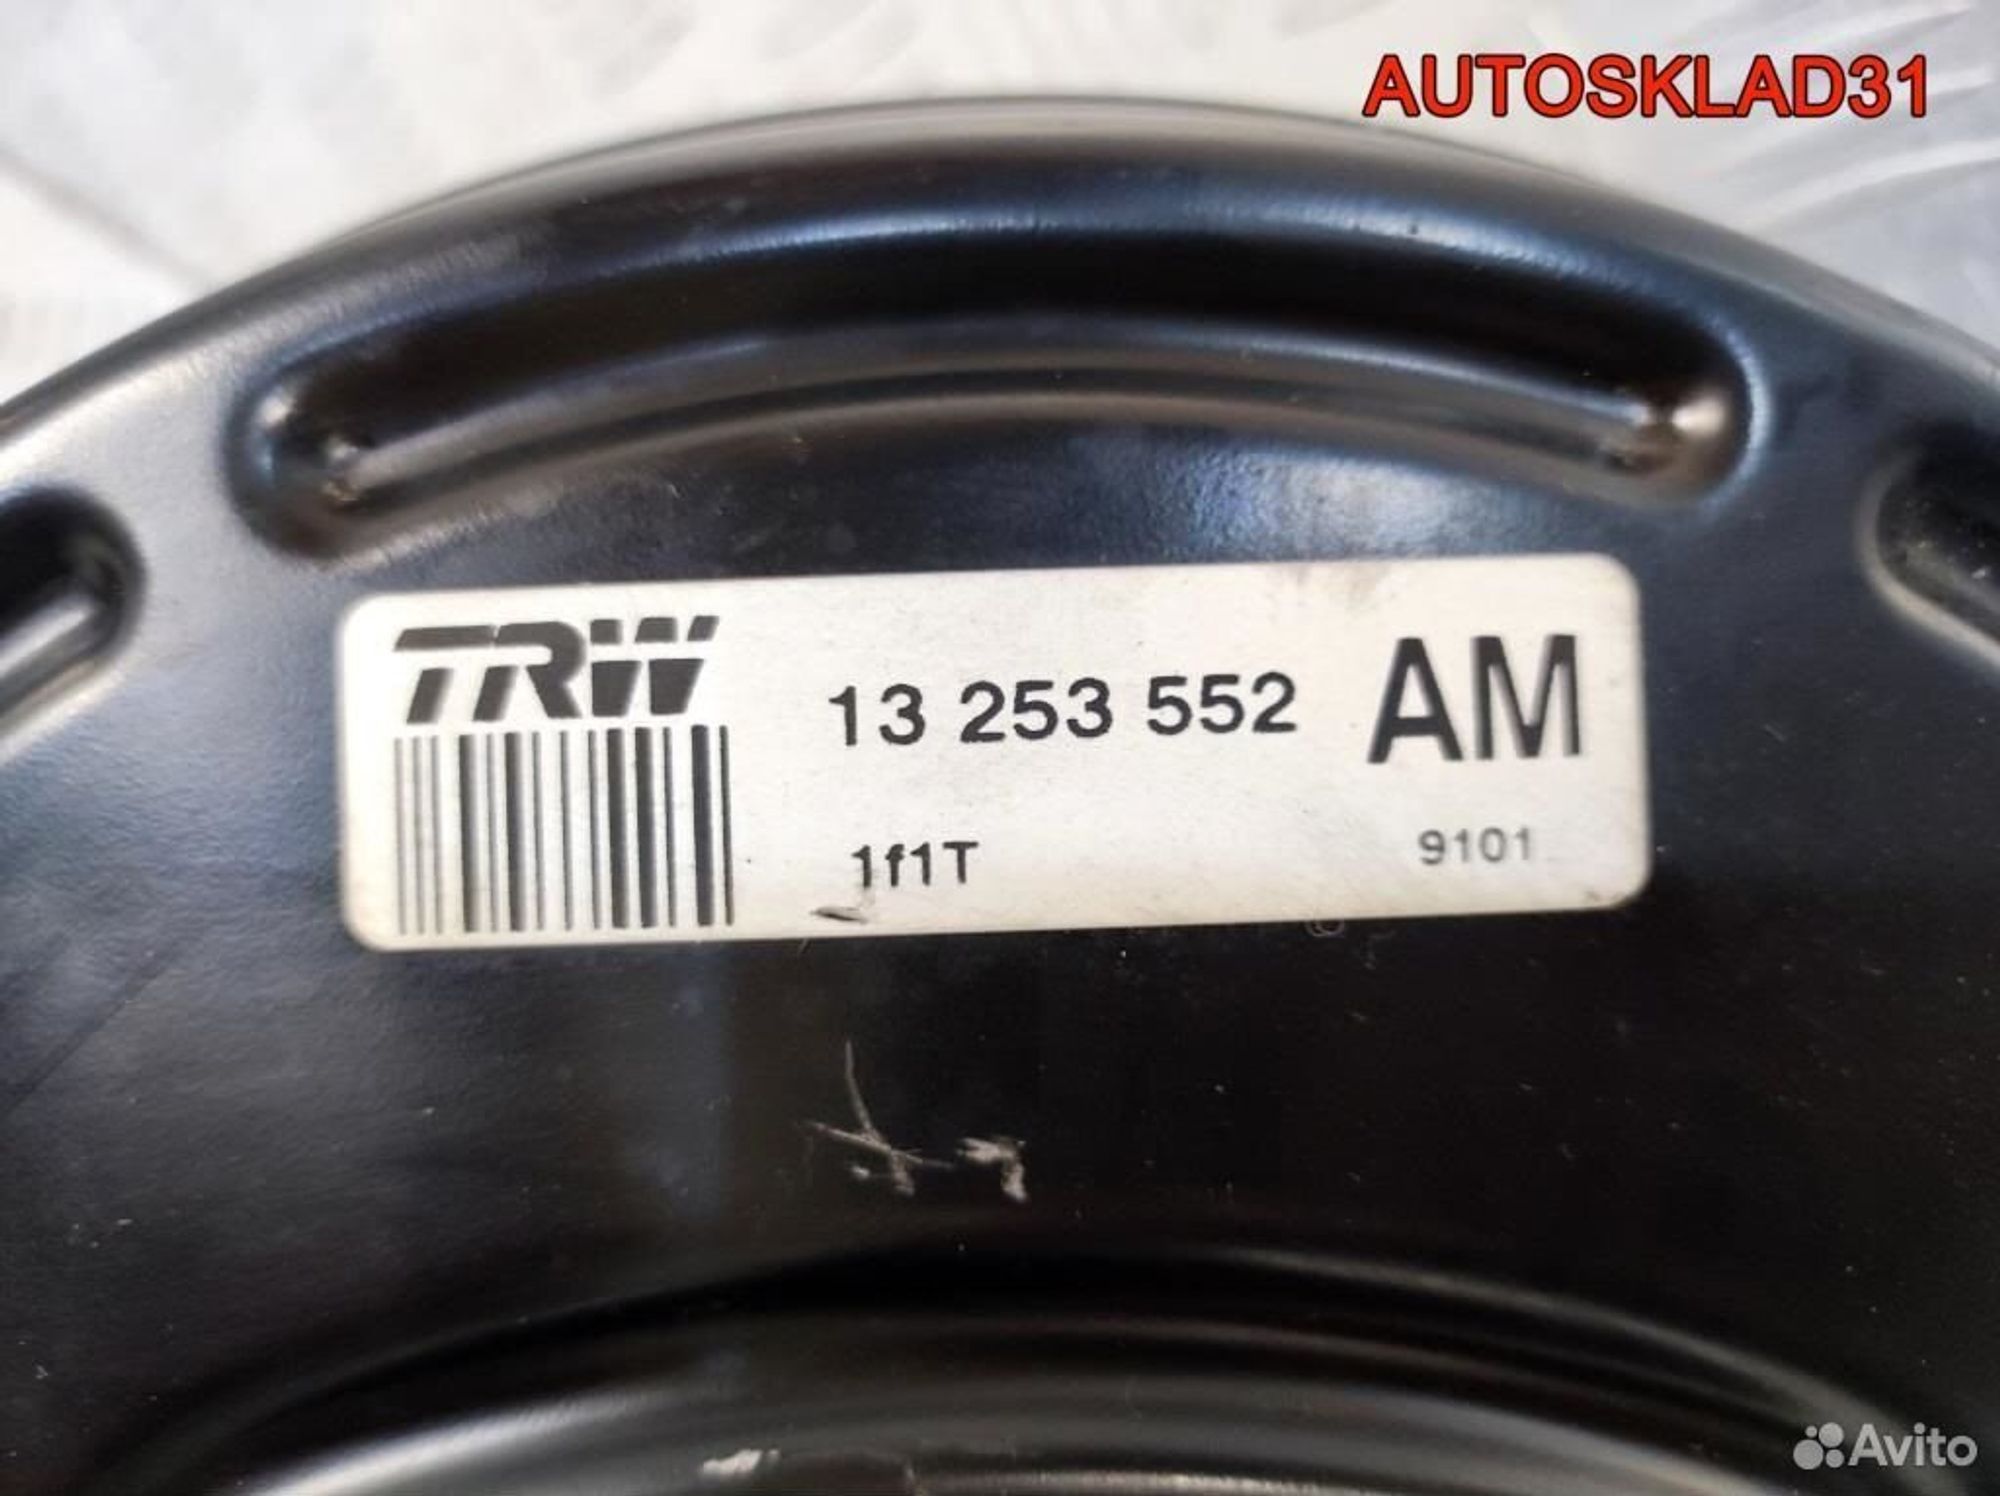 AUTOSKLAD31
TRW
13 253 552 AM
1f1T 9101
Avito